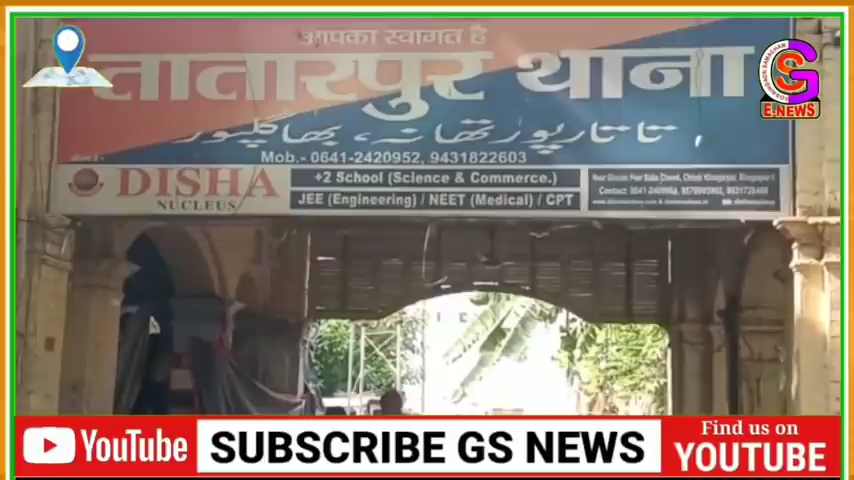 आपका स्वागत है
तातारपुर थाना
تاتارپور تھانہ، بھاگلپور
Mob.- 0641-2420952, 9431822603
DISHA
NUCLEUS
+2 School (Science & Commerce.)
JEE (Engineering) / NEET (Medical) / CPT
GS
E.NEWS
YouTube
SUBSCRIBE GS NEWS
Find us on
YOUTUBE